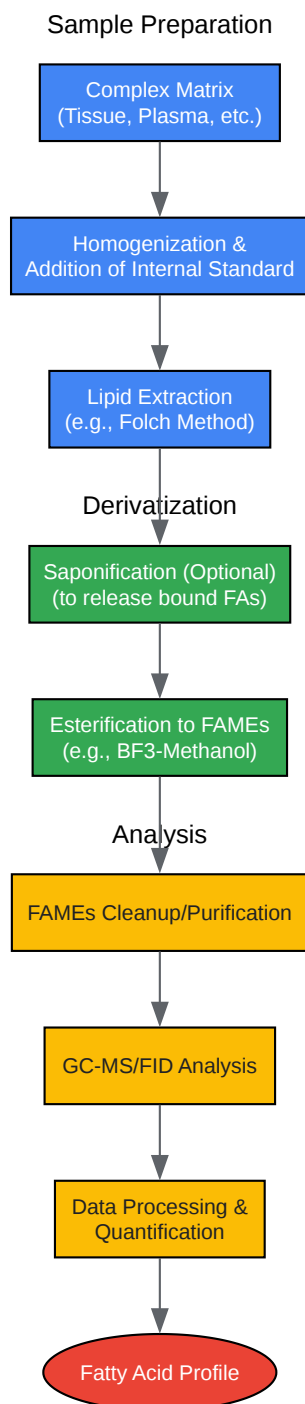 Sample Preparation
Complex Matrix
(Tissue, Plasma, etc.)
Homogenization &
Addition of Internal Standard
Lipid Extraction
(e.g., Folch Method)
Derivatization
Saponification (Optional)
(to release bound FAs)
Esterification to FAMEs
(e.g., BF3-Methanol)
Analysis
FAMEs Cleanup/Purification
GC-MS/FID Analysis
Data Processing &
Quantification
Fatty Acid Profile